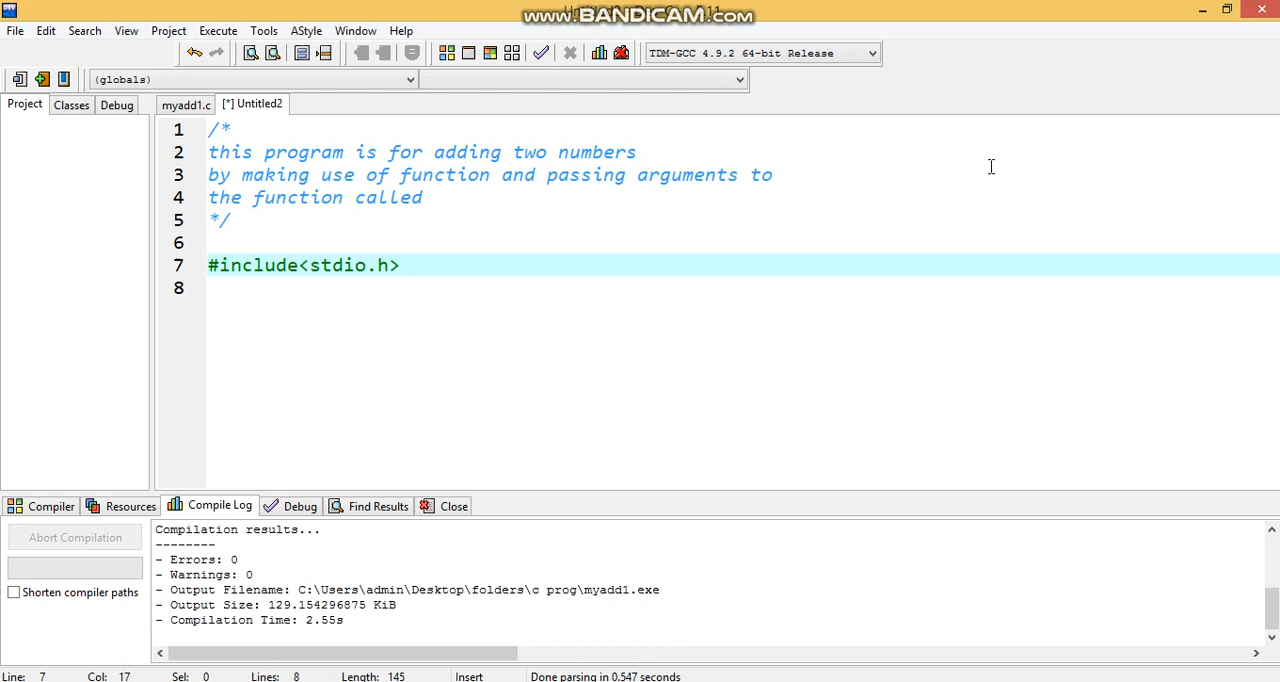 www.BANDICAM.com
File Edit Search View Project Execute Tools AStyle Window Help
TDM-GCC 4.9.2 64-bit Release
(globals)
Project Classes Debug myadd1.c [*] Untitled2
1 /*
2 this program is for adding two numbers
3 by making use of function and passing arguments to
4 the function called
5 */
6
7 #include<stdio.h>
8
Compiler Resources Compile Log Debug Find Results Close
Abort Compilation
Shorten compiler paths
Compilation results...
--------
- Errors: 0
- Warnings: 0
- Output Filename: C:\Users\admin\Desktop\folders\c prog\myadd1.exe
- Output Size: 129.154296875 KiB
- Compilation Time: 2.55s
Line: 7 Col: 17 Sel: 0 Lines: 8 Length: 145 Insert Done parsing in 0.547 seconds